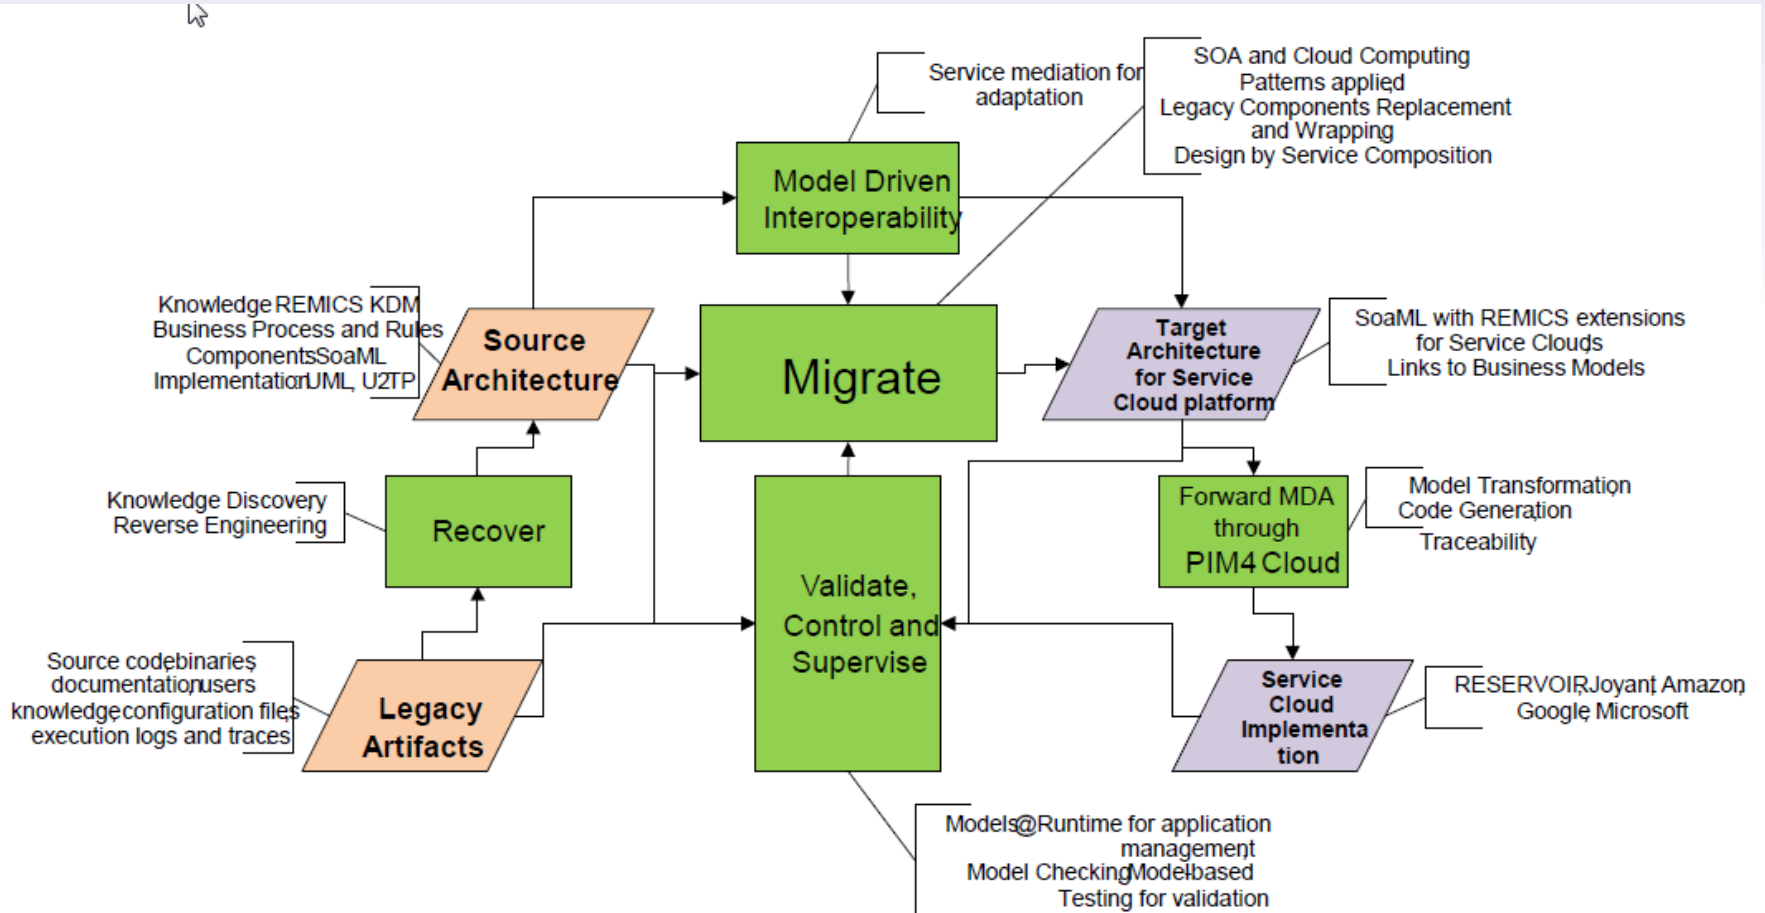 Service mediation for
adaptation
SOA and Cloud Computing
Patterns applied,
Legacy Components Replacement
and Wrapping,
Design by Service Composition
Model Driven
Interoperability
Knowledge: REMICS KDM
Business Process and Rules
Components: SoaML
Implementation: UML, U2TP
Source
Architecture
Migrate
Target
Architecture
for Service
Cloud platform
SoaML with REMICS extensions
for Service Clouds,
Links to Business Models
Knowledge Discovery,
Reverse Engineering
Recover
Validate,
Control and
Supervise
Forward MDA
through
PIM4 Cloud
Model Transformation,
Code Generation,
Traceability
Source code, binaries,
documentation, users
knowledge, configuration files,
execution logs and traces.
Legacy
Artifacts
Service
Cloud
Implementa
tion
RESERVOIR, Joyant, Amazon,
Google, Microsoft
Models@Runtime for application
management,
Model Checking, Model-based
Testing for validation